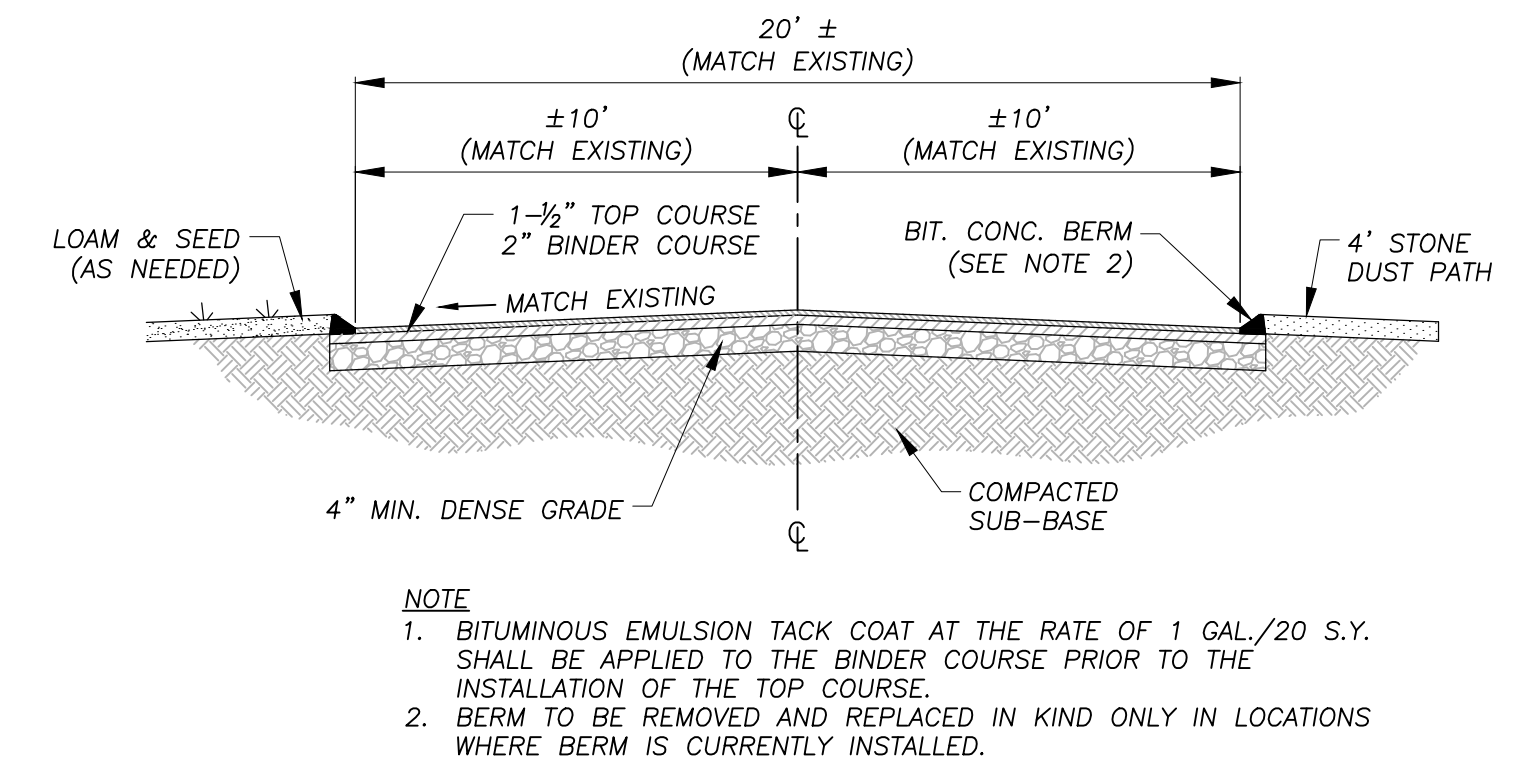 20' ±
(MATCH EXISTING)
±10'
(MATCH EXISTING)
℄
±10'
(MATCH EXISTING)
1-½" TOP COURSE
2" BINDER COURSE
LOAM & SEED
(AS NEEDED)
BIT. CONC. BERM
(SEE NOTE 2)
4' STONE
DUST PATH
MATCH EXISTING
4" MIN. DENSE GRADE
COMPACTED
SUB-BASE
℄
NOTE
1. BITUMINOUS EMULSION TACK COAT AT THE RATE OF 1 GAL./20 S.Y.
SHALL BE APPLIED TO THE BINDER COURSE PRIOR TO THE
INSTALLATION OF THE TOP COURSE.
2. BERM TO BE REMOVED AND REPLACED IN KIND ONLY IN LOCATIONS
WHERE BERM IS CURRENTLY INSTALLED.